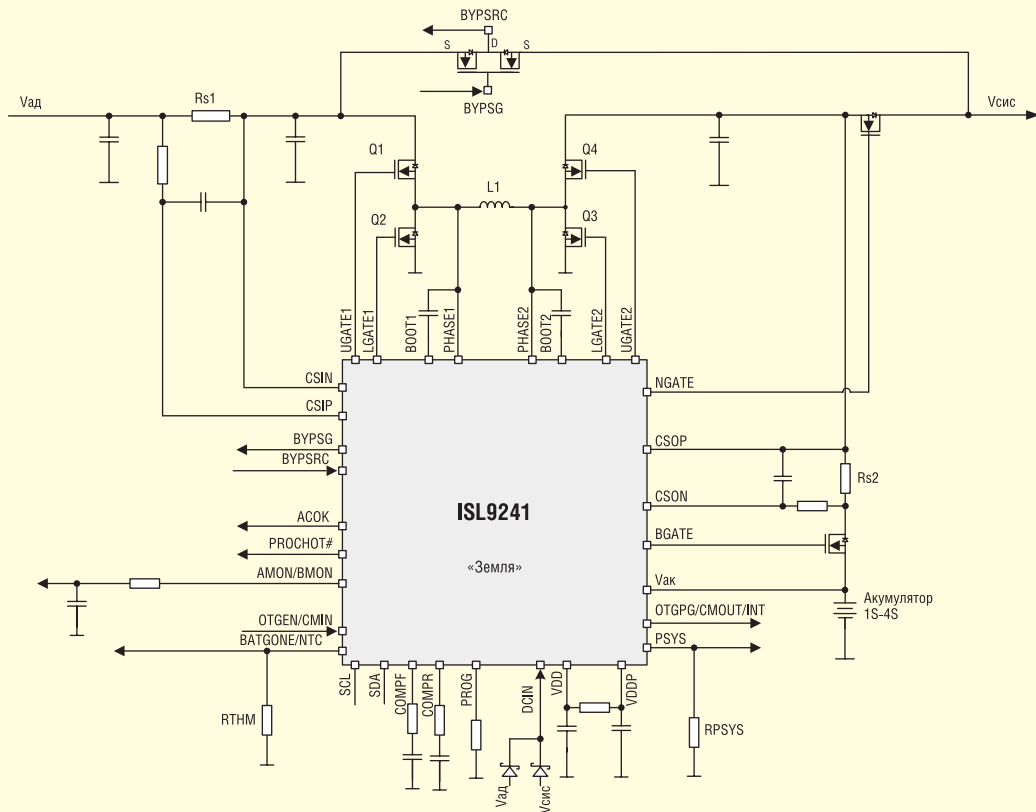 BYPSRC
S D S
BYPSG
Vад
Rs1
Vсис
Q1
Q4
L1
Q2
Q3
UGATE1
LGATE1
BOOT1
PHASE1
PHASE2
BOOT2
LGATE2
UGATE2
CSIN
CSIP
BYPSG
BYPSRC
ACOK
PROCHOT#
AMON/BMON
OTGEN/CMIN
BATGONE/NTC
ISL9241
«Земля»
NGATE
CSOP
Rs2
CSON
BGATE
Vак
Акумулятор
1S-4S
OTGPG/CMOUT/INT
PSYS
SCL
SDA
COMPF
COMPR
PROG
DCIN
VDD
VDDP
RTHM
RPSYS
Vад
Vсис